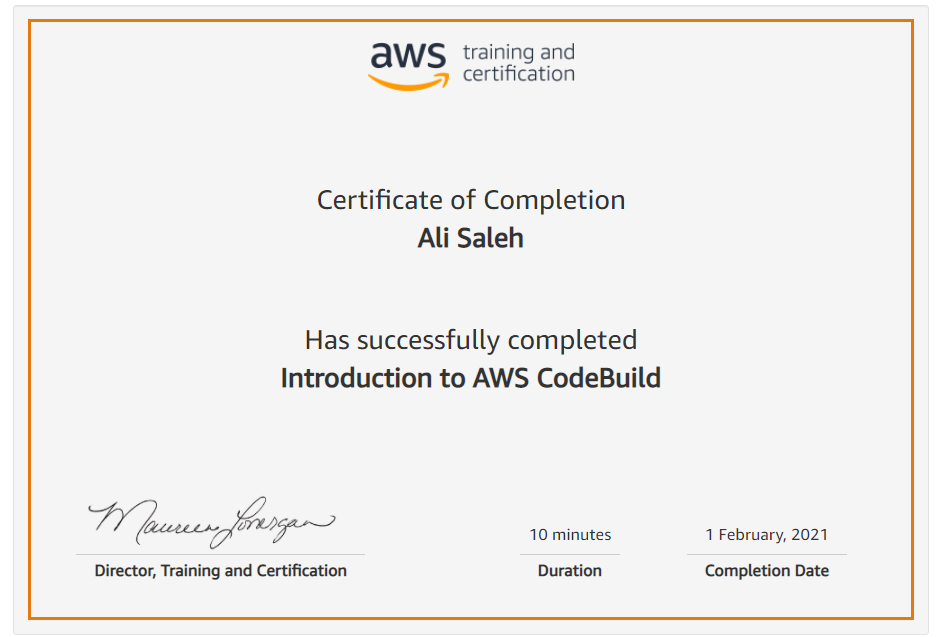 aws training and
certification
Certificate of Completion
Ali Saleh
Has successfully completed
Introduction to AWS CodeBuild
Maureen Lonergan
10 minutes
1 February, 2021
Director, Training and Certification
Duration
Completion Date